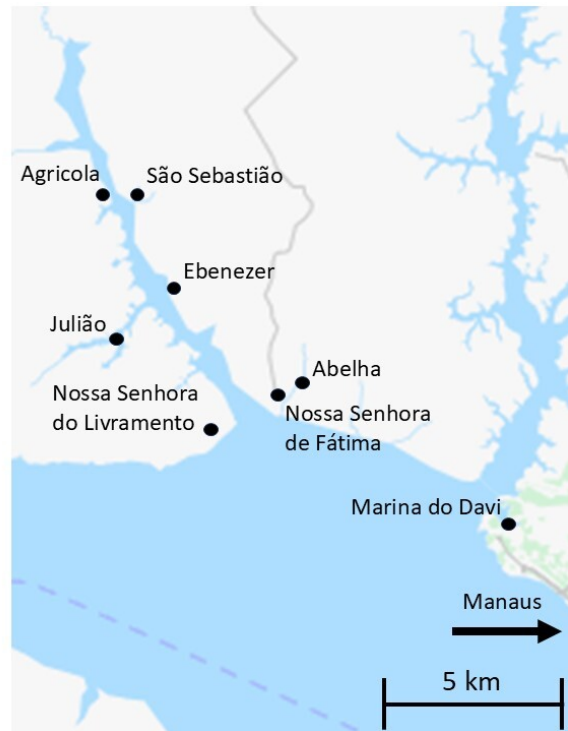 Agricola
São Sebastião
Ebenezer
Julião
Abelha
Nossa Senhora
do Livramento
Nossa Senhora
de Fátima
Marina do Davi
Manaus
5 km